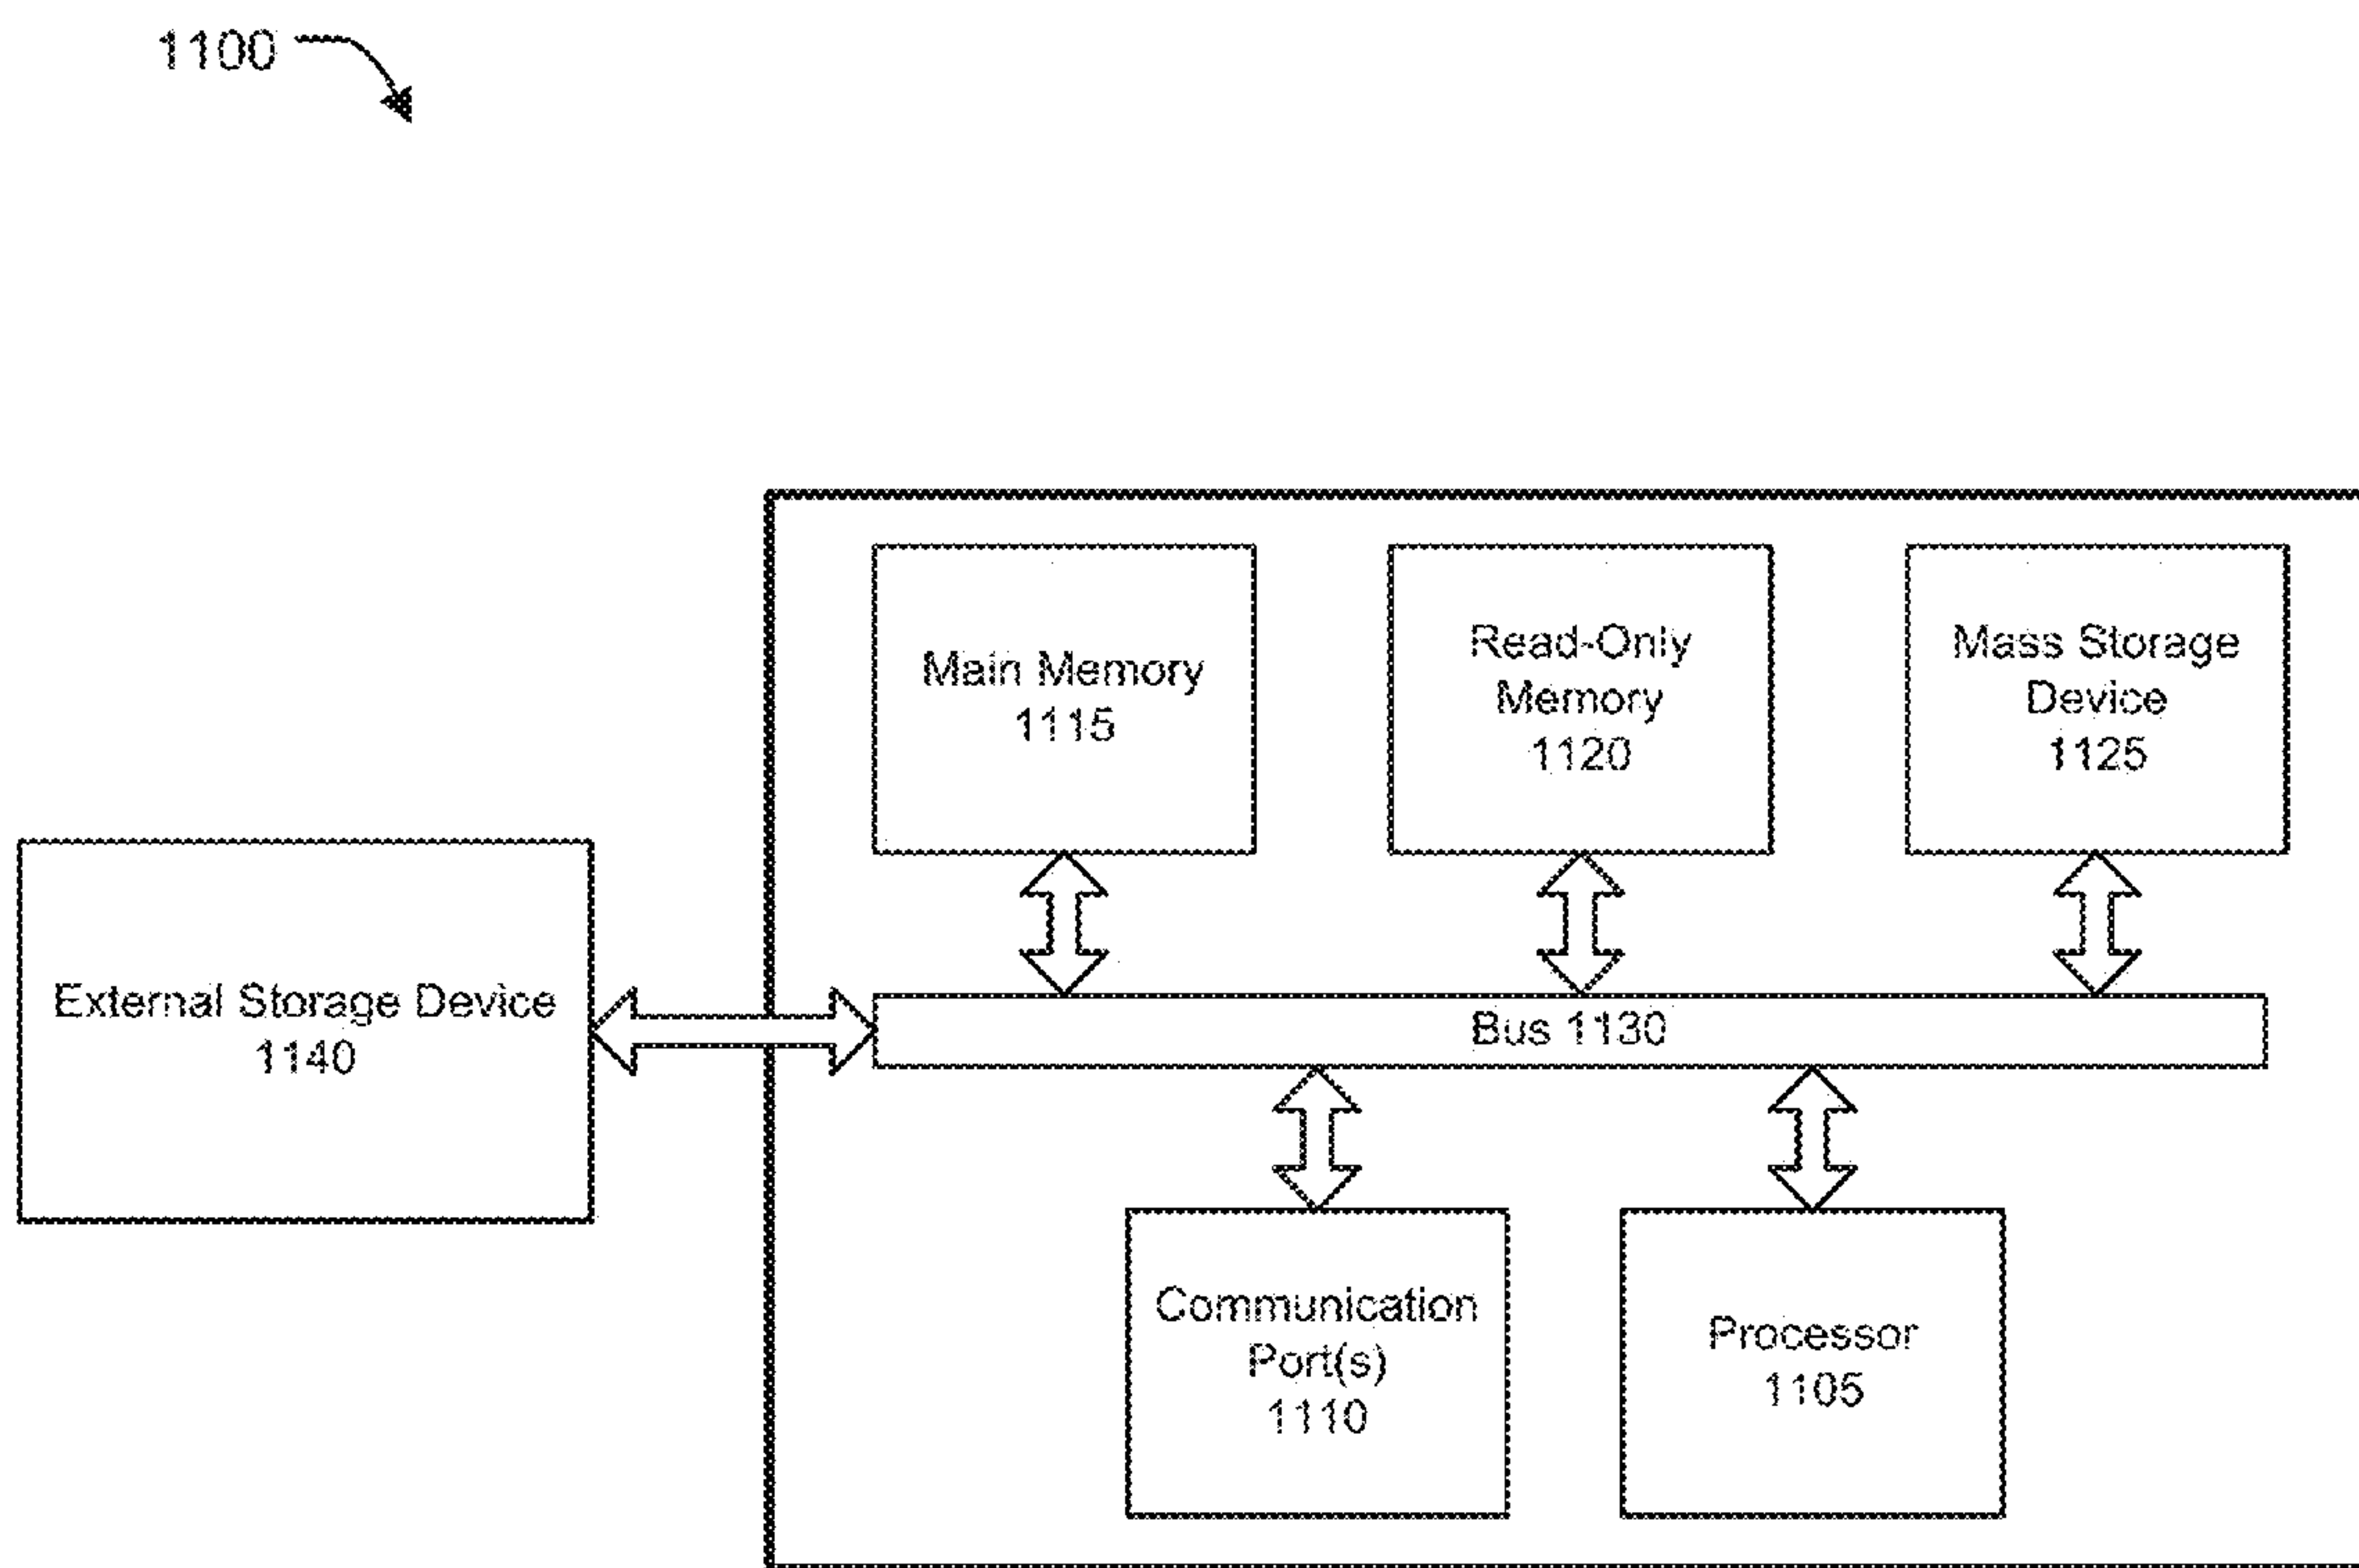 1100
Main Memory
1115
Read-Only
Memory
1120
Mass Storage
Device
1125
External Storage Device
1140
Bus 1130
Communication
Port(s)
1110
Processor
1105